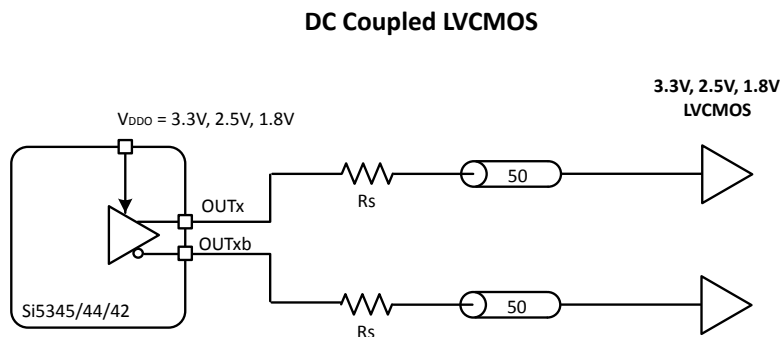 DC Coupled LVCMOS
3.3V, 2.5V, 1.8V
LVCMOS
VDDO = 3.3V, 2.5V, 1.8V
OUTx
Rs
50
OUTxb
Si5345/44/42
Rs
50